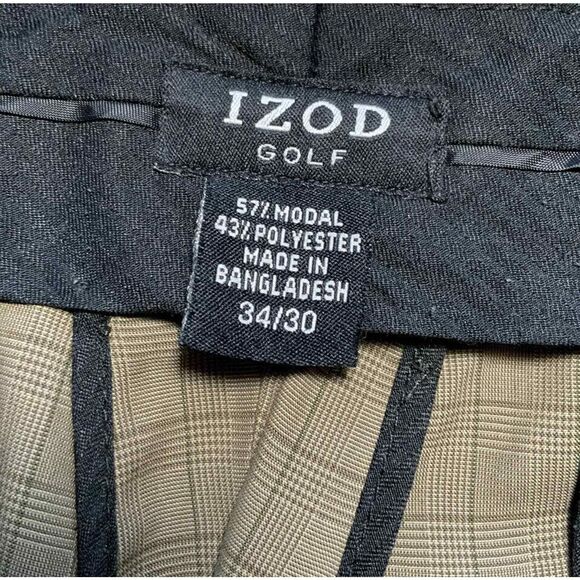 IZOD
GOLF
57% MODAL
43% POLYESTER
MADE IN
BANGLADESH
34/30